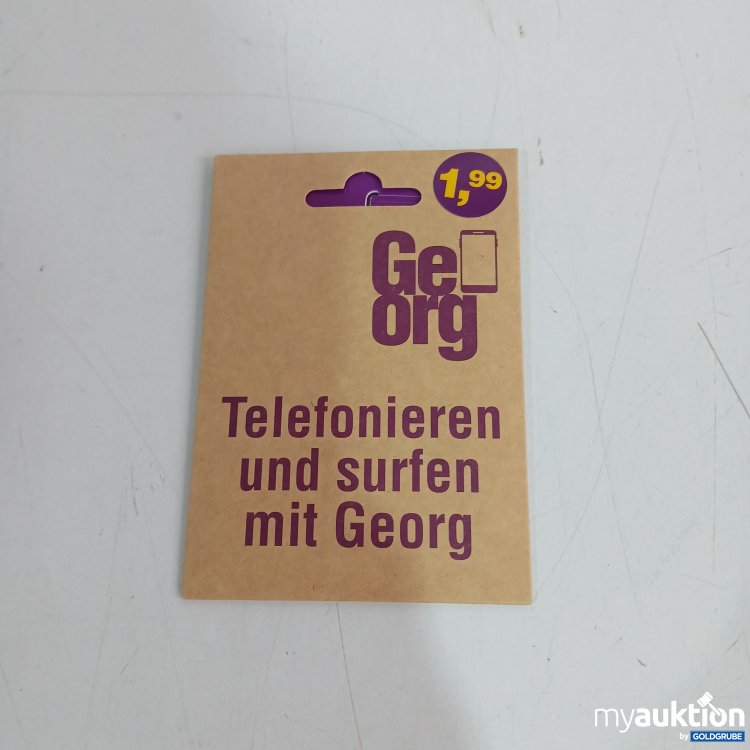 1,99
Ge
org
Telefonieren
und surfen
mit Georg
myauktion
by GOLDGRUBE